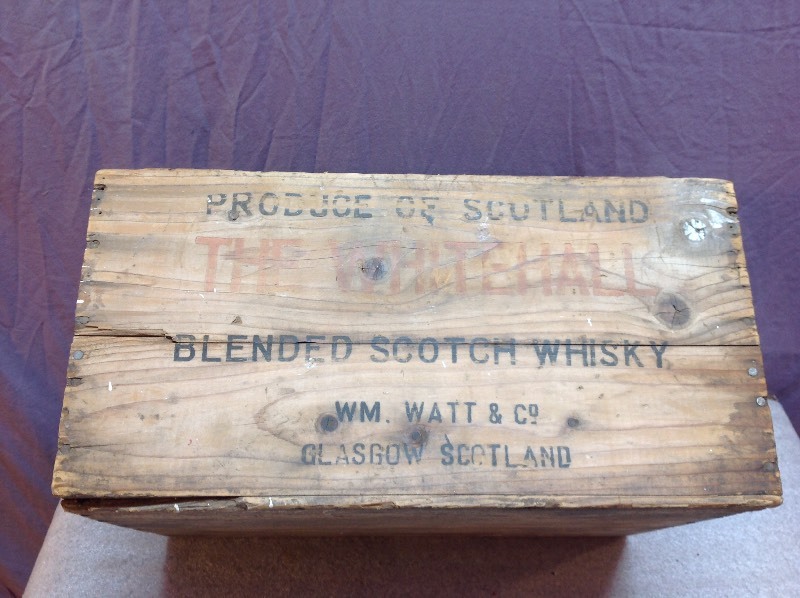 PRODUCE OF SCOTLAND
THE WHITEHALL
BLENDED SCOTCH WHISKY
WM. WATT & Cº
GLASGOW SCOTLAND